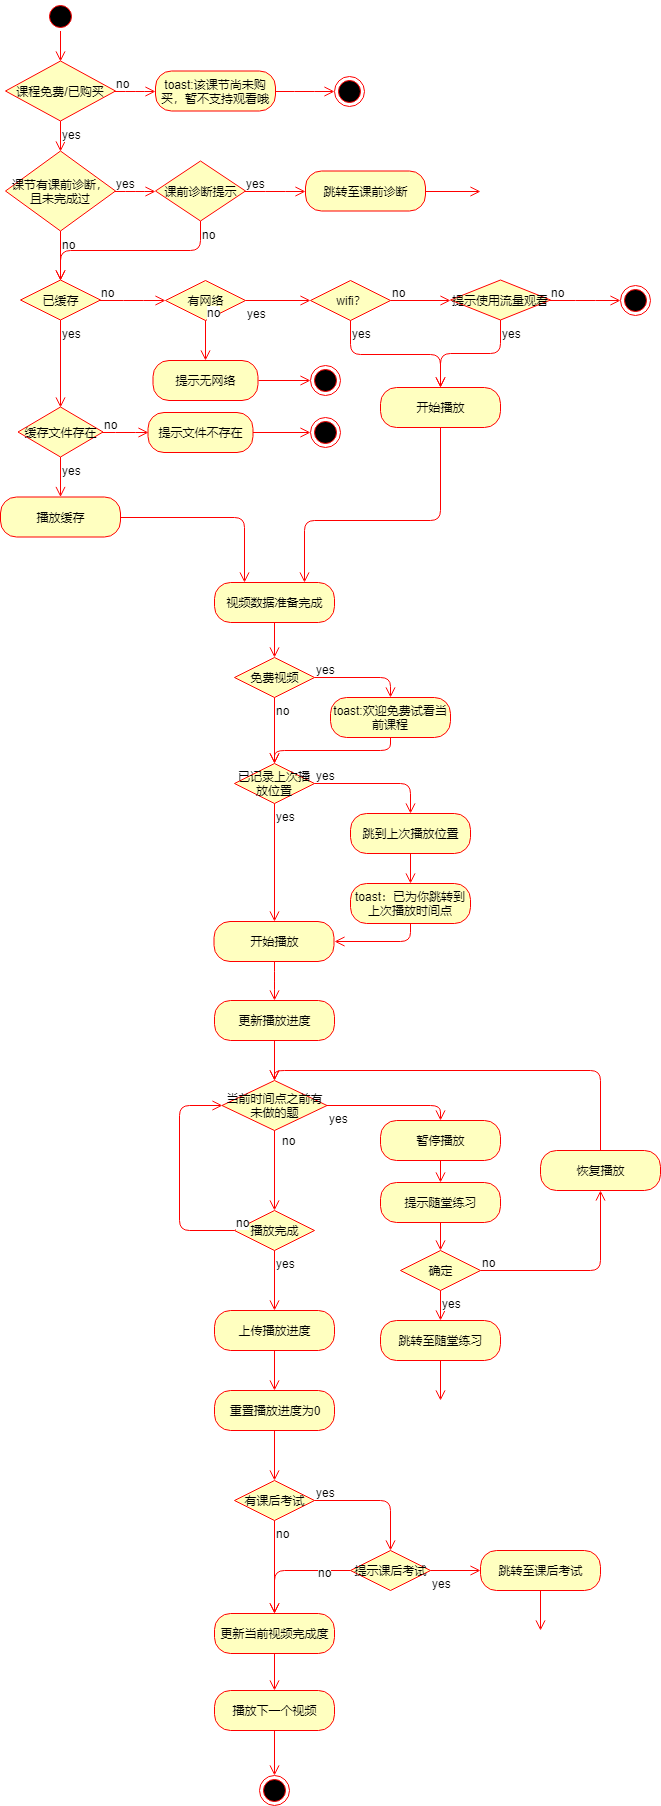 课程免费/已购买
no
toast:该课节尚未购
买，暂不支持观看哦
yes
课节有课前诊断，
且未完成过
yes
课前诊断提示
yes
跳转至课前诊断
no
no
已缓存
no
有网络
no
yes
wifi?
no
提示使用流量观看
no
yes
yes
yes
提示无网络
开始播放
缓存文件存在
no
提示文件不存在
yes
播放缓存
视频数据准备完成
免费视频
yes
no
toast:欢迎免费试看当
前课程
已记录上次播
放位置
yes
yes
跳到上次播放位置
toast：已为你跳转到
上次播放时间点
开始播放
更新播放进度
当前时间点之前有
未做的题
yes
no
暂停播放
恢复播放
提示随堂练习
no
播放完成
yes
确定
no
yes
上传播放进度
跳转至随堂练习
重置播放进度为0
有课后考试
yes
no
提示课后考试
no
yes
跳转至课后考试
更新当前视频完成度
播放下一个视频